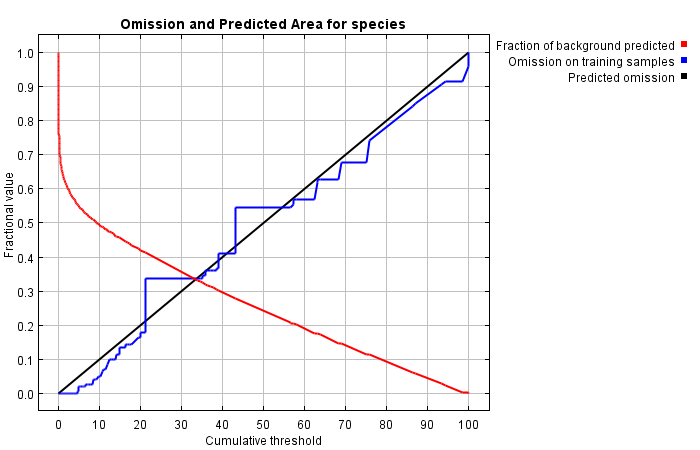 Omission and Predicted Area for species
Fraction of background predicted
Omission on training samples
Predicted omission
Fractional value
1.0
0.9
0.8
0.7
0.6
0.5
0.4
0.3
0.2
0.1
0.0
0 10 20 30 40 50 60 70 80 90 100
Cumulative threshold